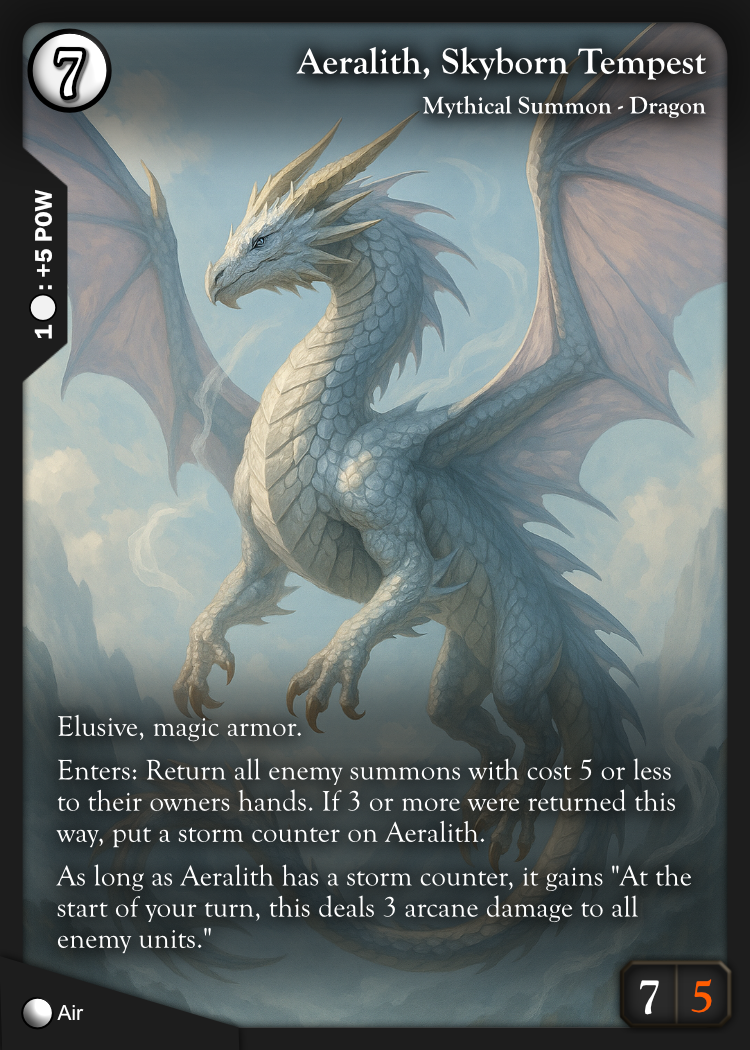 7
Aeralith, Skyborn Tempest
Mythical Summon - Dragon
1 : +5 POW
Elusive, magic armor.
Enters: Return all enemy summons with cost 5 or less
to their owners hands. If 3 or more were returned this
way, put a storm counter on Aeralith.
As long as Aeralith has a storm counter, it gains "At the
start of your turn, this deals 3 arcane damage to all
enemy units."
7 5
Air